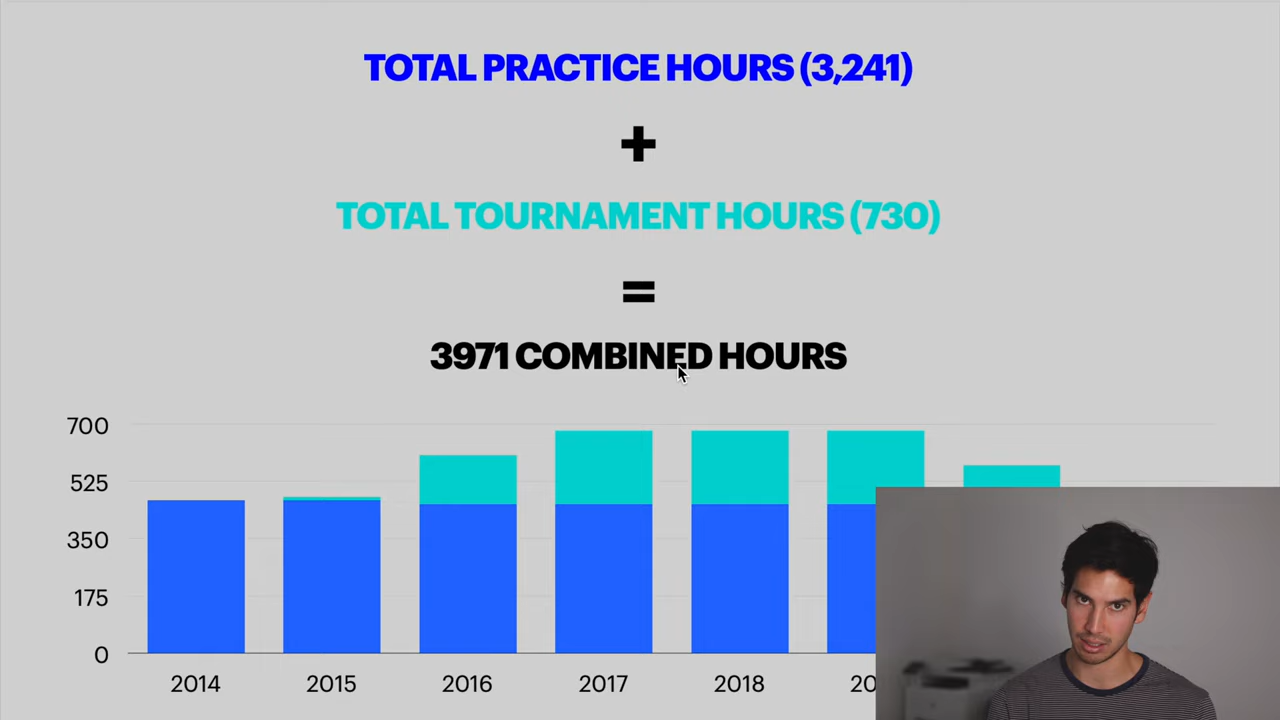 TOTAL PRACTICE HOURS (3,241)
+
TOTAL TOURNAMENT HOURS (730)
=
3971 COMBINED HOURS
700
525
350
175
0
2014 2015 2016 2017 2018